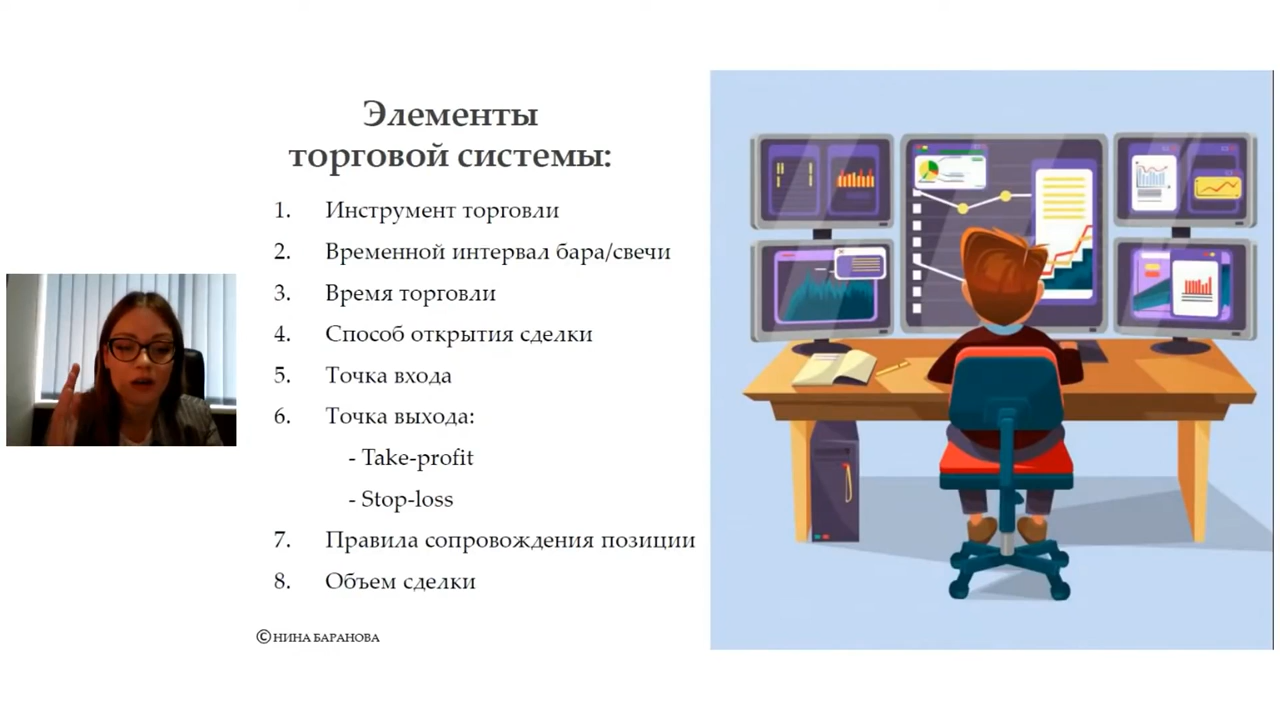 Элементы
торговой системы:
1. Инструмент торговли
2. Временной интервал бара/свечи
3. Время торговли
4. Способ открытия сделки
5. Точка входа
6. Точка выхода:
- Take-profit
- Stop-loss
7. Правила сопровождения позиции
8. Объем сделки
© НИНА БАРАНОВА